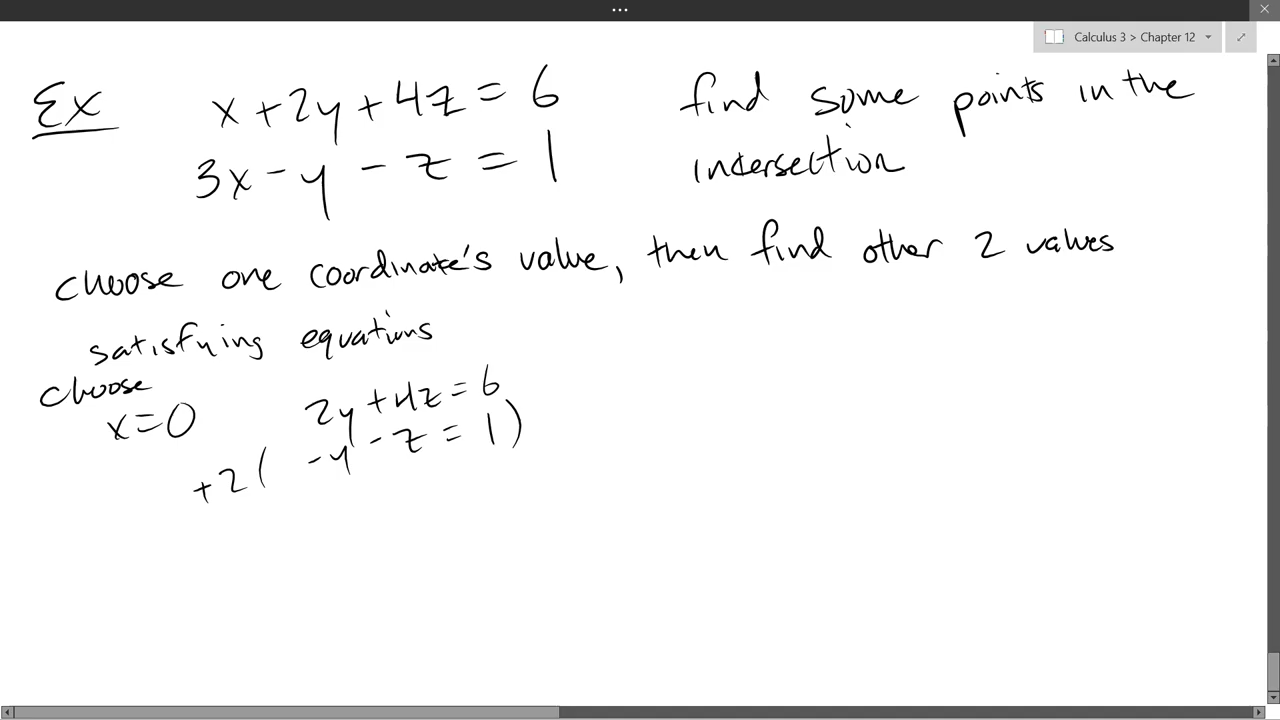 ...
Calculus 3 > Chapter 12
Ex x + 2y + 4z = 6 find some points in the
3x - y - z = 1 intersection
choose one coordinate's value, then find other 2 values
satisfying equations
choose
x = 0 2y + 4z = 6
+2( -y - z = 1 )